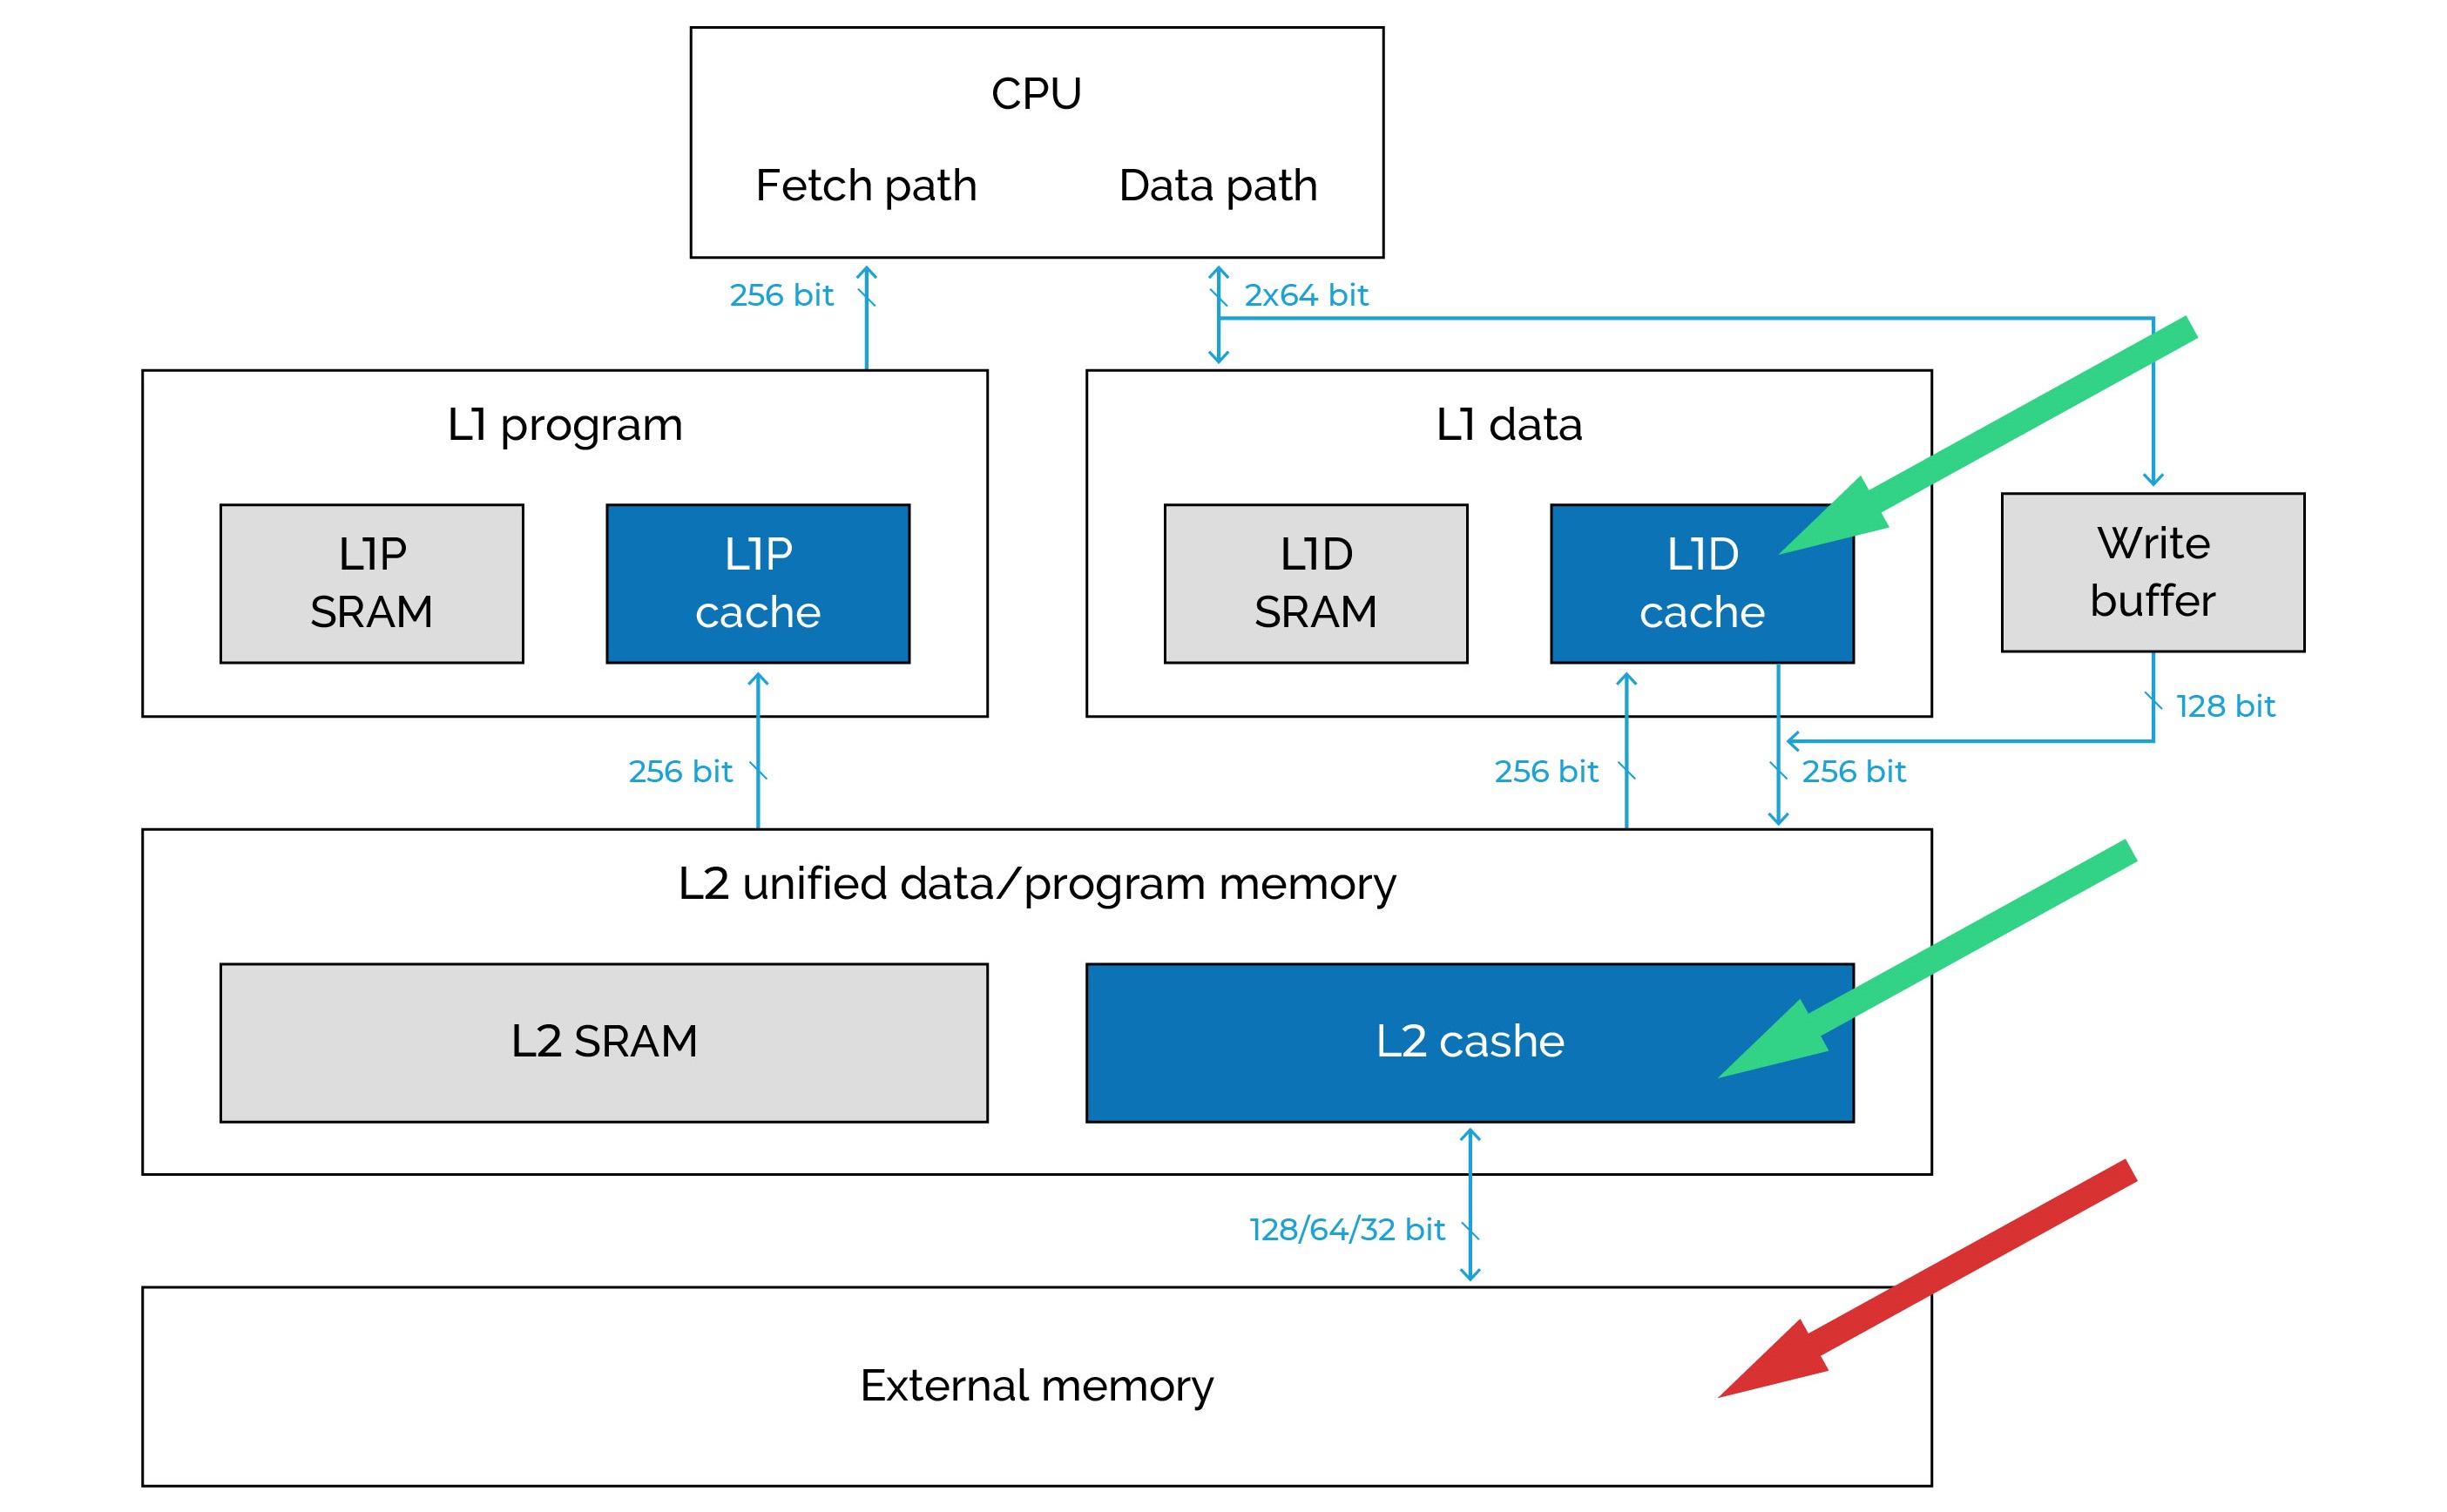 CPU
Fetch path
Data path
256 bit
2x64 bit
L1 program
L1 data
L1P
SRAM
L1P
cache
L1D
SRAM
L1D
cache
Write
buffer
128 bit
256 bit
256 bit
256 bit
L2 unified data/program memory
L2 SRAM
L2 cashe
128/64/32 bit
External memory